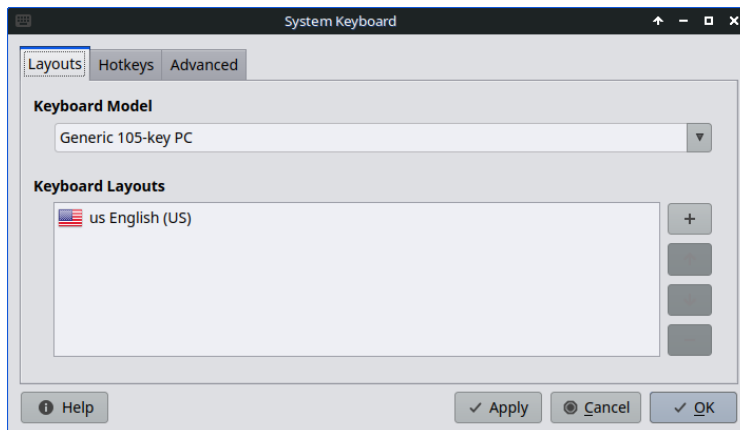 System Keyboard
Layouts Hotkeys Advanced
Keyboard Model
Generic 105-key PC
Keyboard Layouts
us English (US)
+
Help Apply Cancel OK